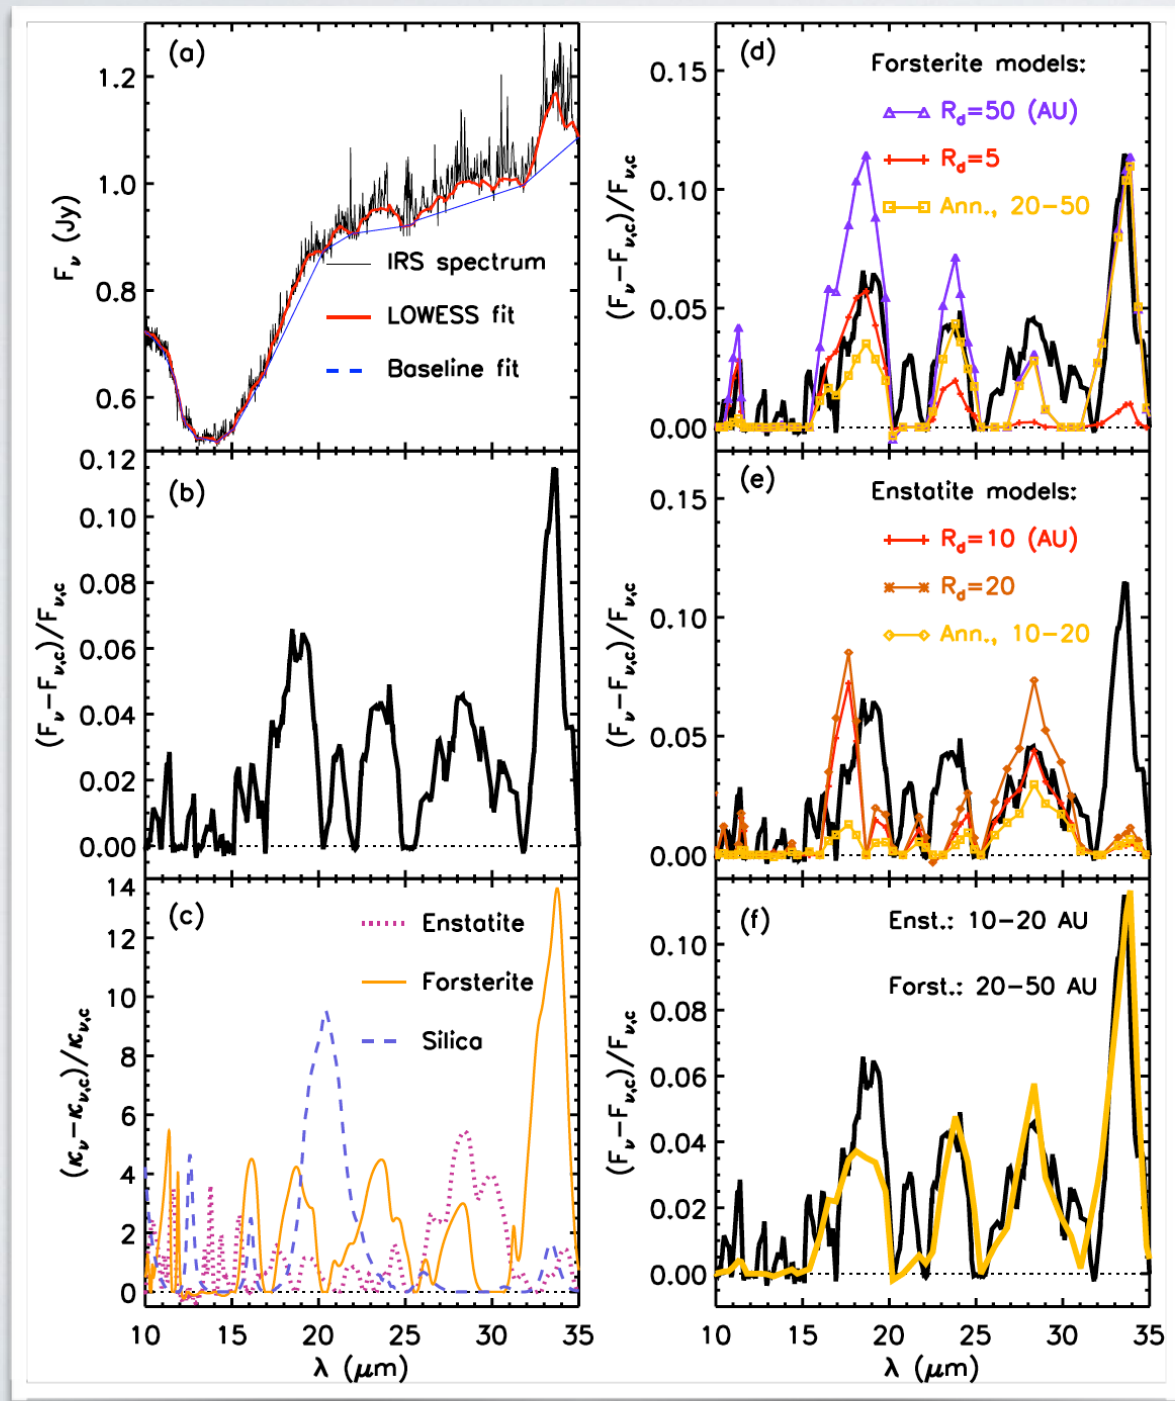 (a)
1.2
1.0
0.8
0.6
F_ν (Jy)
IRS spectrum
LOWESS fit
Baseline fit
(b)
0.12
0.10
0.08
0.06
0.04
0.02
0.00
(F_ν−F_ν,c)/F_ν,c
(c)
14
12
10
8
6
4
2
0
(κ_ν−κ_ν,c)/κ_ν,c
Enstatite
Forsterite
Silica
10 15 20 25 30 35
λ (μm)
(d)
0.15
0.10
0.05
0.00
(F_ν−F_ν,c)/F_ν,c
Forsterite models:
R_d=50 (AU)
R_d=5
Ann., 20−50
(e)
0.15
0.10
0.05
0.00
(F_ν−F_ν,c)/F_ν,c
Enstatite models:
R_d=10 (AU)
R_d=20
Ann., 10−20
(f)
0.10
0.08
0.06
0.04
0.02
0.00
(F_ν−F_ν,c)/F_ν,c
Enst.: 10−20 AU
Forst.: 20−50 AU
10 15 20 25 30 35
λ (μm)